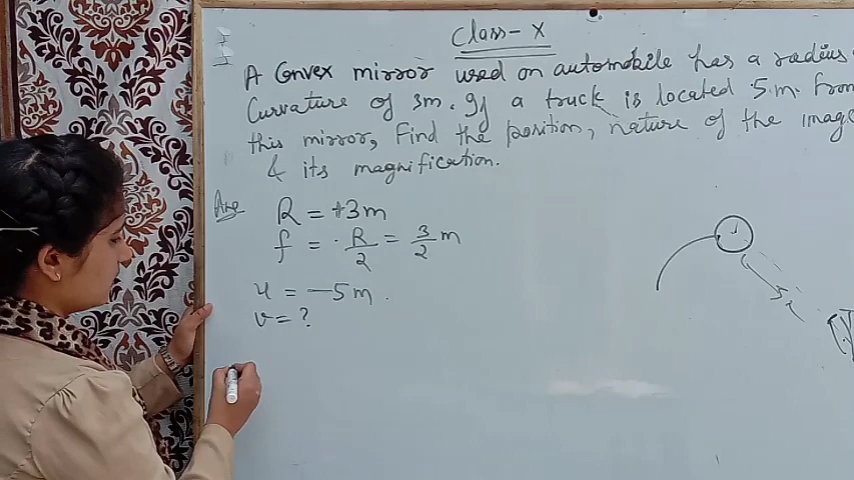 Class - X
A Convex mirror used on automobile has a radius
Curvature of 3m. If a truck is located 5 m from
this mirror, Find the position, nature of the image
& its magnification.
Ans R = +3m
f = R/2 = 3/2 m
u = -5m.
v = ?